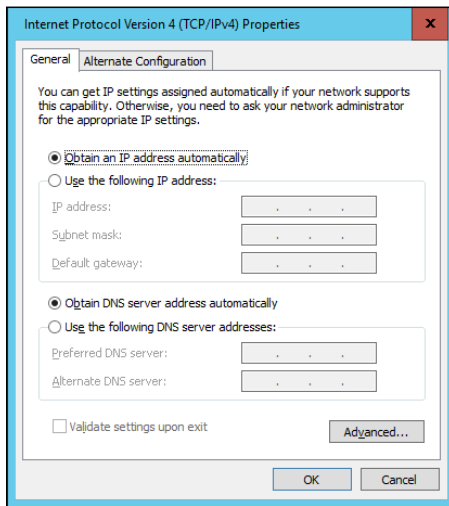 Internet Protocol Version 4 (TCP/IPv4) Properties
x
General
Alternate Configuration
You can get IP settings assigned automatically if your network supports
this capability. Otherwise, you need to ask your network administrator
for the appropriate IP settings.
Obtain an IP address automatically
Use the following IP address:
IP address:
. . .
Subnet mask:
. . .
Default gateway:
. . .
Obtain DNS server address automatically
Use the following DNS server addresses:
Preferred DNS server:
. . .
Alternate DNS server:
. . .
Validate settings upon exit
Advanced...
OK
Cancel